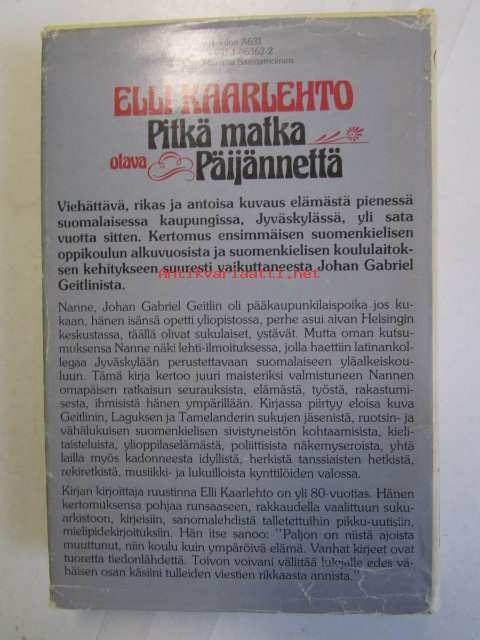 A631
ELLI KAARLEHTO
Pitkä matka
otava Päijännettä
Viehättävä, rikas ja antoisa kuvaus elämästä pienessä
suomalaisessa kaupungissa, Jyväskylässä, yli sata
vuotta sitten. Kertomus ensimmäisen suomenkielisen
oppikoulun alkuvuosista ja suomenkielisen koululaitok-
sen kehitykseen suuresti vaikuttaneesta Johan Gabriel
Geitlinista.
Antikvariaatti.net
Nanne, Johan Gabriel Geitlin oli pääkaupunkilaispoika jos ku-
kaan, hänen isänsä opetti yliopistossa, perhe asui aivan Helsingin
keskustassa, täällä olivat sukulaiset, ystävät. Mutta oman kutsu-
muksensa Nanne näki lehti-ilmoituksessa, jolla haettiin latinankol-
legaa Jyväskylään perustettavaan suomalaiseen yläalkeiskou-
luun. Tämä kirja kertoo juuri maisteriksi valmistuneen Nannen
omapäisen ratkaisun seurauksista, elämästä, työstä, rakastumi-
sesta, ihmisistä hänen ympärillään. Kirjassa piirtyy eloisa kuva
Geitlinin, Laguksen ja Tamelanderin sukujen jäsenistä, ruotsin- ja
vähälukuisen suomenkielisen sivistyneistön kohtaamisista, kieli-
taisteluista, ylioppilaselämästä, poliittisista näkemyseroista, yhtä
lailla myös kadonneesta idyllistä, herkistä tanssiaisten hetkistä,
rekiretkistä, musiikki- ja lukuilloista kynttilöiden valossa.
Kirjan kirjoittaja ruustinna Elli Kaarlehto on yli 80-vuotias. Hänen
kertomuksensa pohjaa runsaaseen, rakkaudella vaalittuun suku-
arkistoon, kirjeisiin, sanomalehdistä talletettuihin pikku-uutisiin,
mielipidekirjoituksiin. Hän itse sanoo: "Paljon on niistä ajoista
muuttunut, niin koulu kuin ympäröivä elämä. Vanhat kirjeet ovat
tuoretta tiedonlähdettä. Toivon voivani välittää lukijalle edes vä-
häisen osan käsiini tulleiden viestien rikkaasta annista."